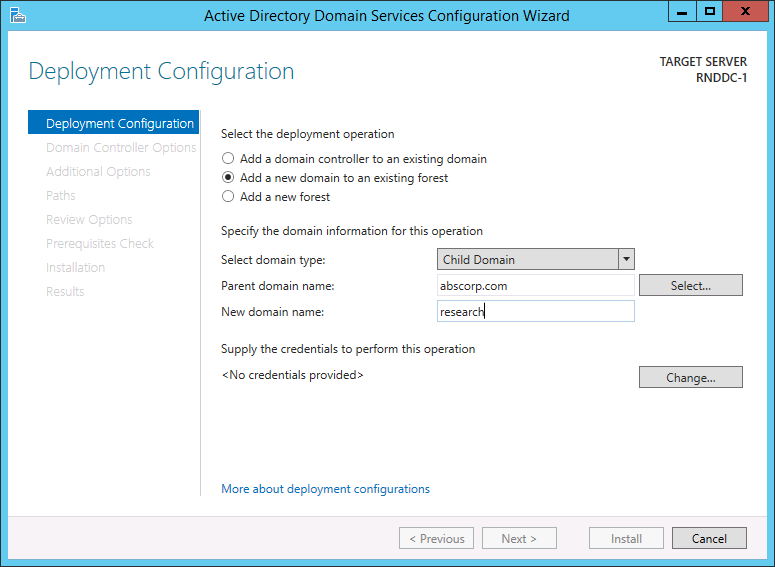 Active Directory Domain Services Configuration Wizard
Deployment Configuration
TARGET SERVER
RNDDC-1
Deployment Configuration
Domain Controller Options
Additional Options
Paths
Review Options
Prerequisites Check
Installation
Results
Select the deployment operation
Add a domain controller to an existing domain
Add a new domain to an existing forest
Add a new forest
Specify the domain information for this operation
Select domain type: Child Domain
Parent domain name: abscorp.com Select...
New domain name: research
Supply the credentials to perform this operation
<No credentials provided> Change...
More about deployment configurations
< Previous Next > Install Cancel